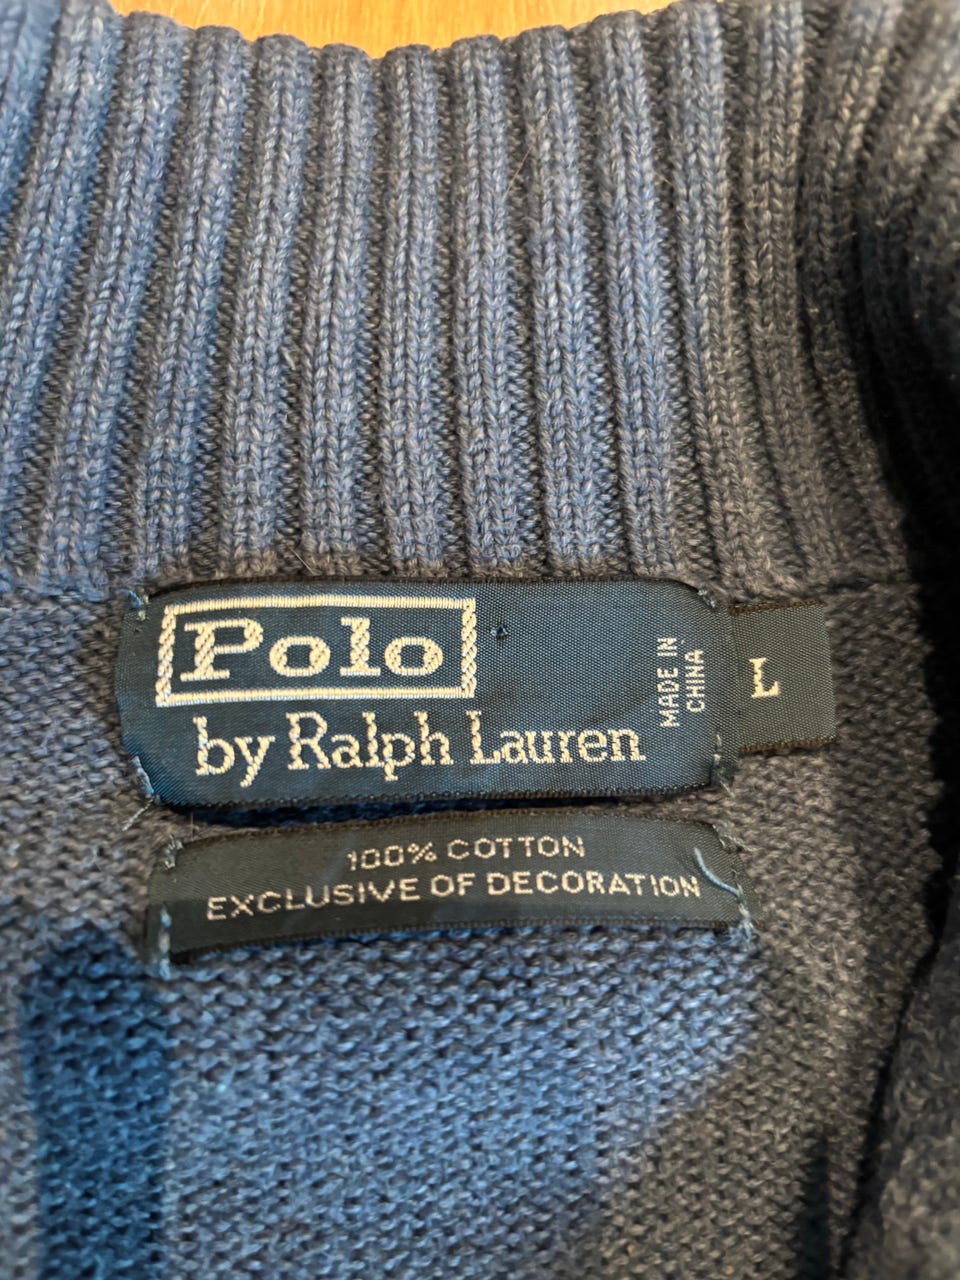 Polo
by Ralph Lauren
MADE IN
CHINA
L
100% COTTON
EXCLUSIVE OF DECORATION